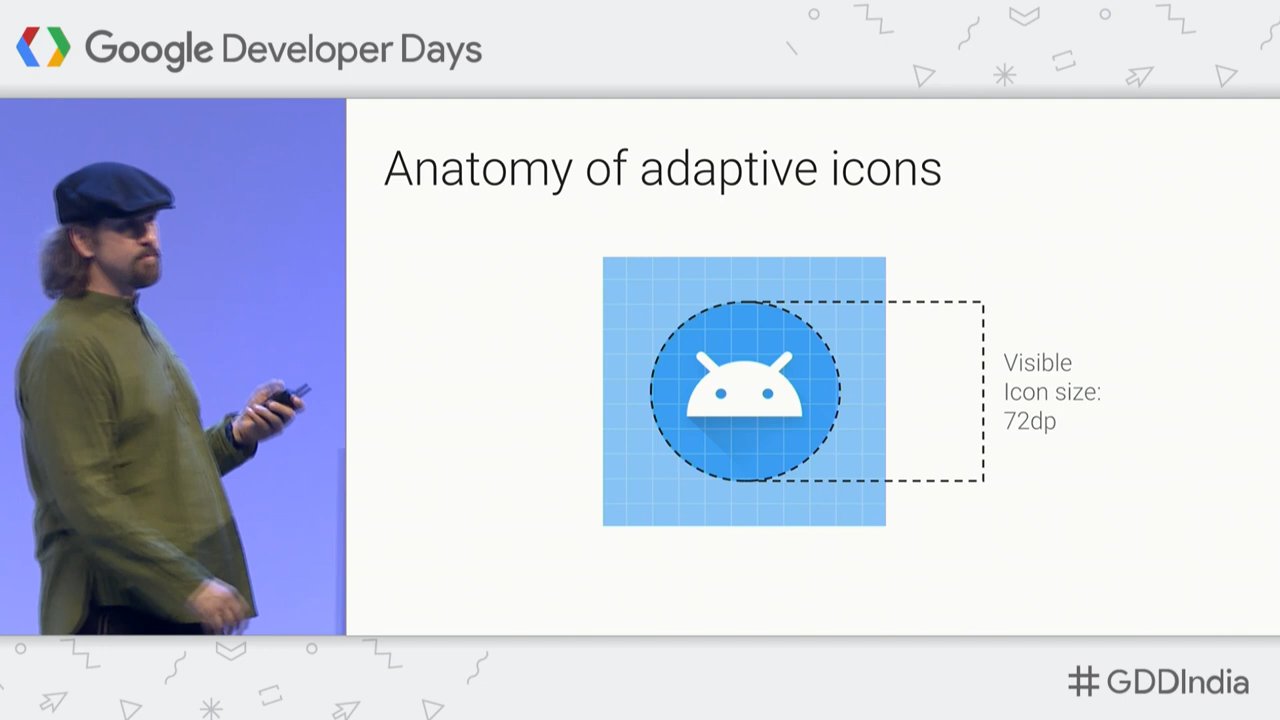 Google Developer Days
Anatomy of adaptive icons
Visible
Icon size:
72dp
#GDDIndia